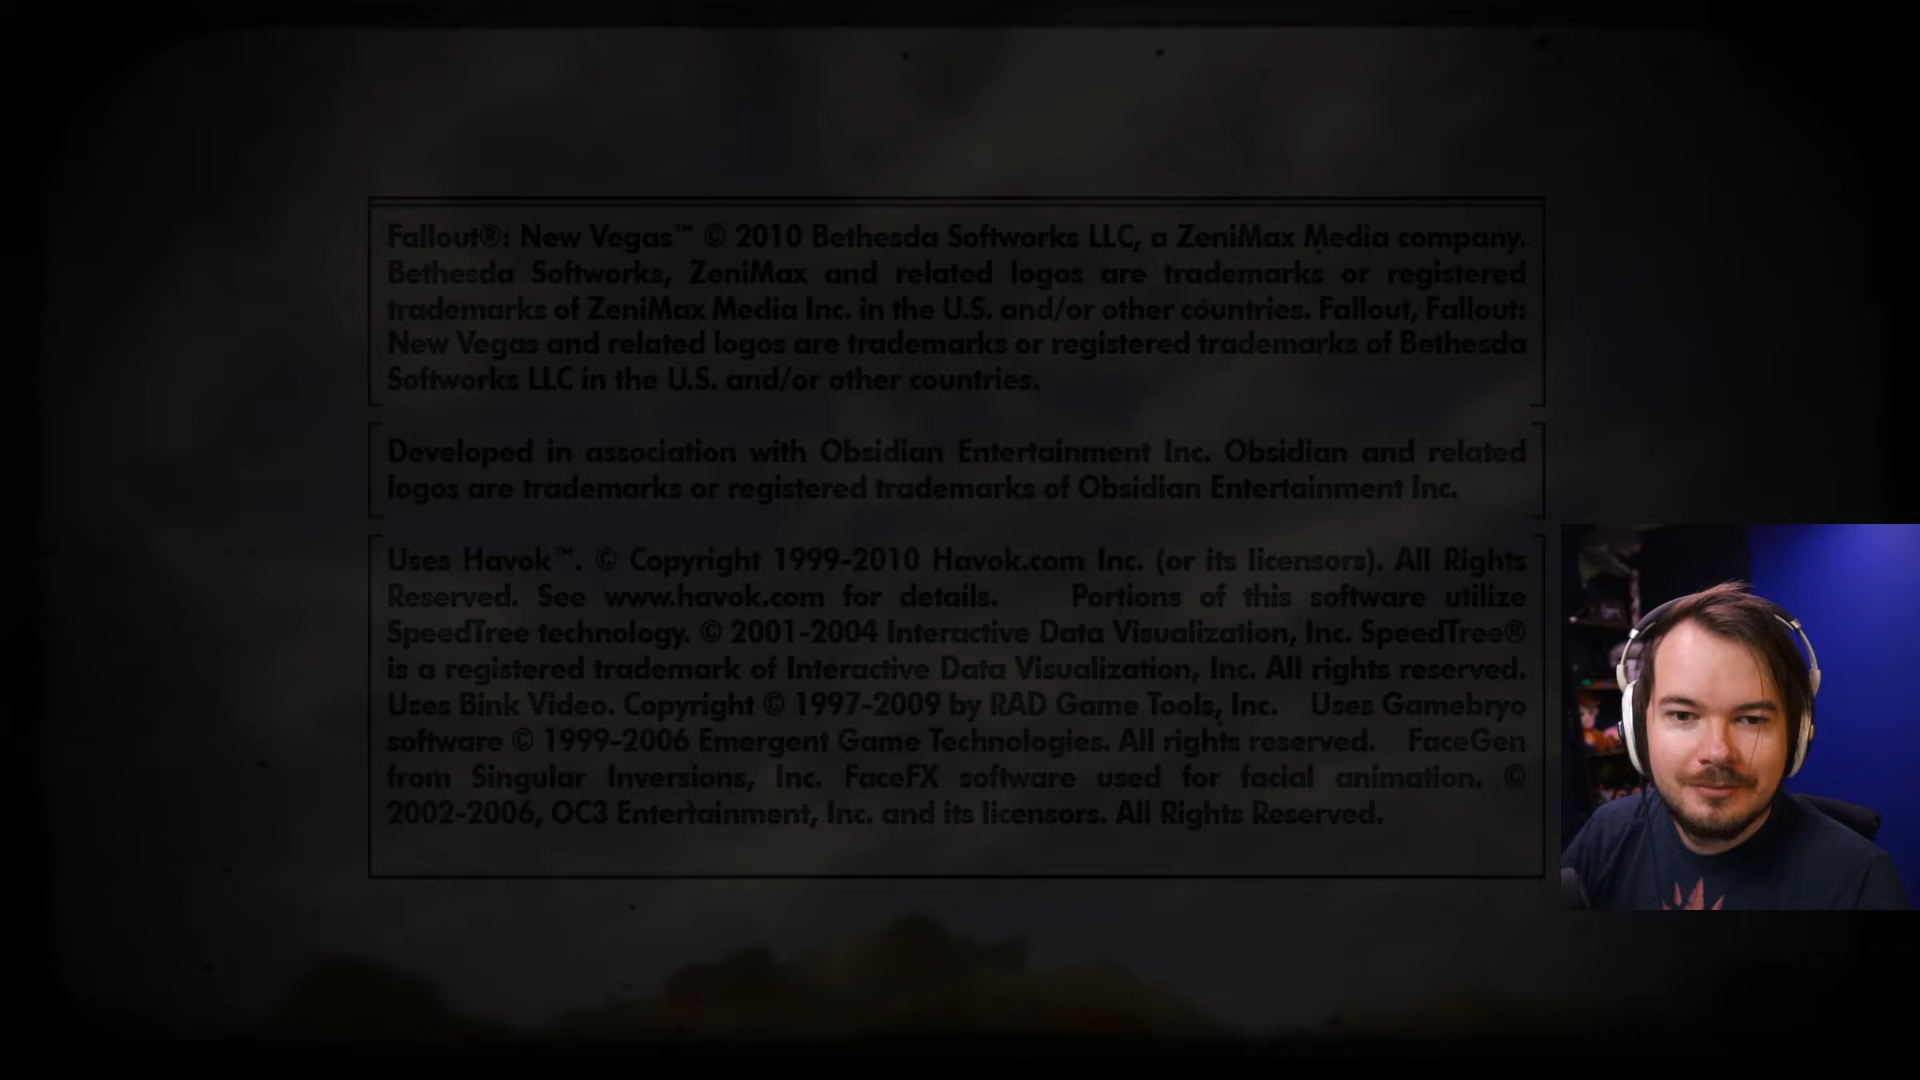 Fallout®: New Vegas™ © 2010 Bethesda Softworks LLC, a ZeniMax Media company.
Bethesda Softworks, ZeniMax and related logos are trademarks or registered
trademarks of ZeniMax Media Inc. in the U.S. and/or other countries. Fallout, Fallout:
New Vegas and related logos are trademarks or registered trademarks of Bethesda
Softworks LLC in the U.S. and/or other countries.
Developed in association with Obsidian Entertainment Inc. Obsidian and related
logos are trademarks or registered trademarks of Obsidian Entertainment Inc.
Uses Havok™. © Copyright 1999-2010 Havok.com Inc. (or its licensors). All Rights
Reserved. See www.havok.com for details. Portions of this software utilize
SpeedTree technology. © 2001-2004 Interactive Data Visualization, Inc. SpeedTree®
is a registered trademark of Interactive Data Visualization, Inc. All rights reserved.
Uses Bink Video. Copyright © 1997-2009 by RAD Game Tools, Inc. Uses Gamebryo
software © 1999-2006 Emergent Game Technologies. All rights reserved. FaceGen
from Singular Inversions, Inc. FaceFX software used for facial animation. ©
2002-2006, OC3 Entertainment, Inc. and its licensors. All Rights Reserved.